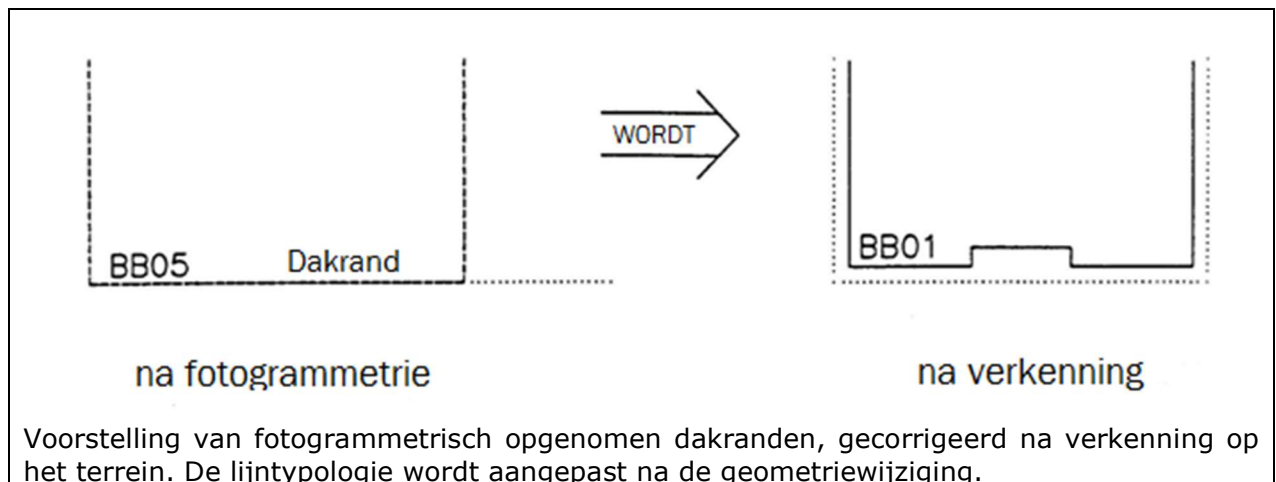 WORDT
BB05 Dakrand
BB01
na fotogrammetrie
na verkenning
Voorstelling van fotogrammetrisch opgenomen dakranden, gecorrigeerd na verkenning op
het terrein. De lijntypologie wordt aangepast na de geometriewijziging.